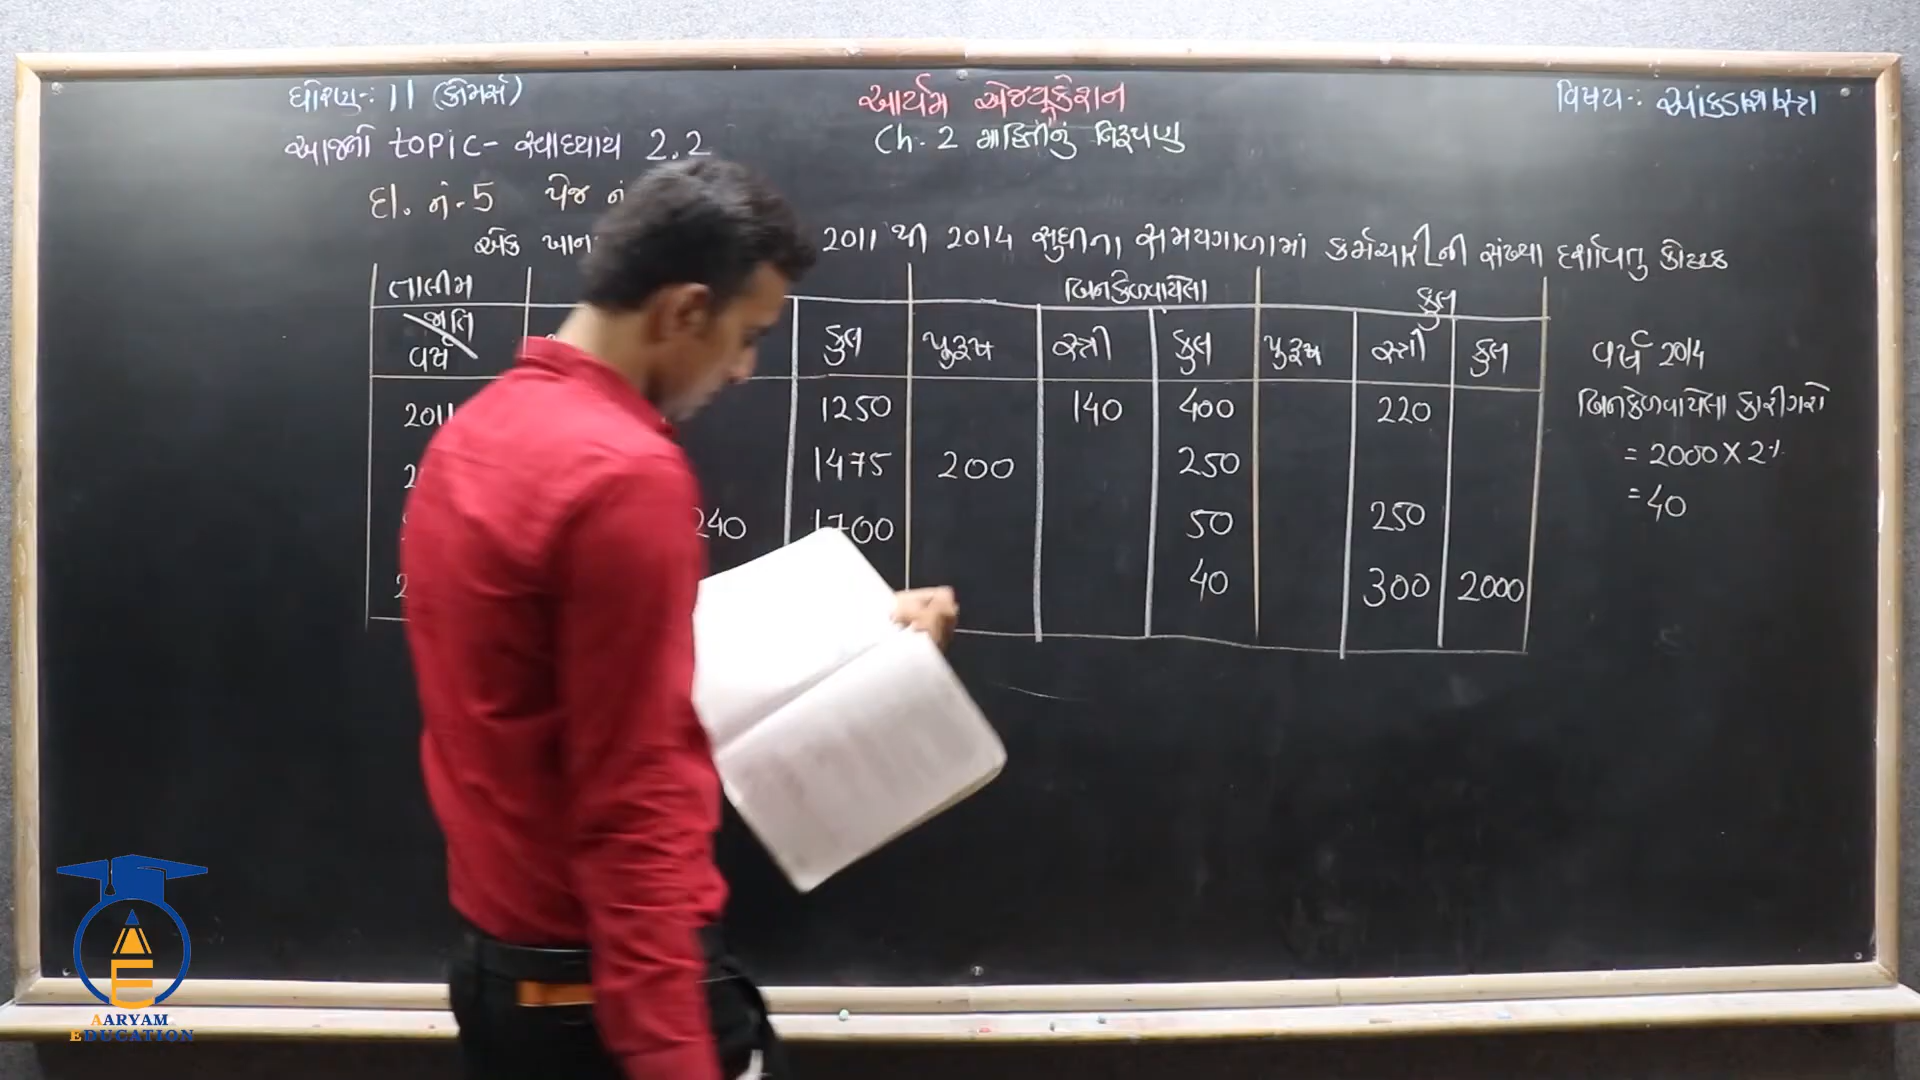 ધોરણ-: 11 (કોમર્સ)
આર્યમ એજ્યુકેશન
વિષય-: આંકડાશાસ્ત્ર
આજનો topic- સ્વાધ્યાય 2.2
Ch. 2 માહિતીનું નિરૂપણ
દા. નં-5 પેજ નં
એક 2011 થી 2014 સુધીના સમયગાળામાં કર્મચારીની સંખ્યા દર્શાવતુ કોષ્ટક
તાલીમ બિનકેળવાયેલા કુલ
જાતિ
વર્ષ કુલ પુરૂષ સ્ત્રી કુલ પુરૂષ સ્ત્રી કુલ
2011 1250 140 400 220
1475 200 250
240 1700 50 250
40 300 2000
વર્ષ 2014
બિનકેળવાયેલા કારીગરો
= 2000 X 2%
= 40
AARYAM
EDUCATION